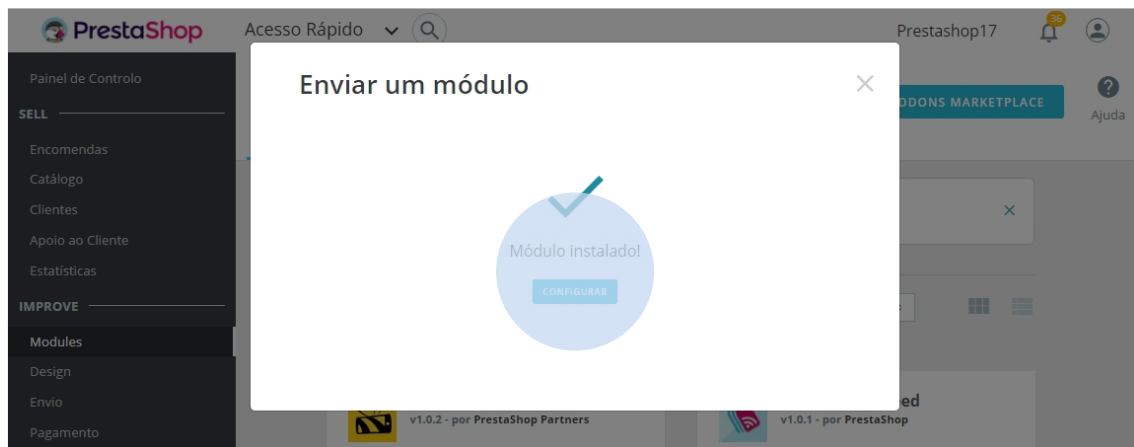 PrestaShop
Acesso Rápido
Prestashop17
36
Enviar um módulo
Painel de Controlo
DDONS MARKETPLACE
Ajuda
SELL
Encomendas
Catálogo
Clientes
Apoio ao Cliente
Estatísticas
Módulo instalado!
CONFIGURAR
IMPROVE
Modules
Design
Envio
Pagamento
ed
v1.0.2 - por PrestaShop Partners
v1.0.1 - por PrestaShop